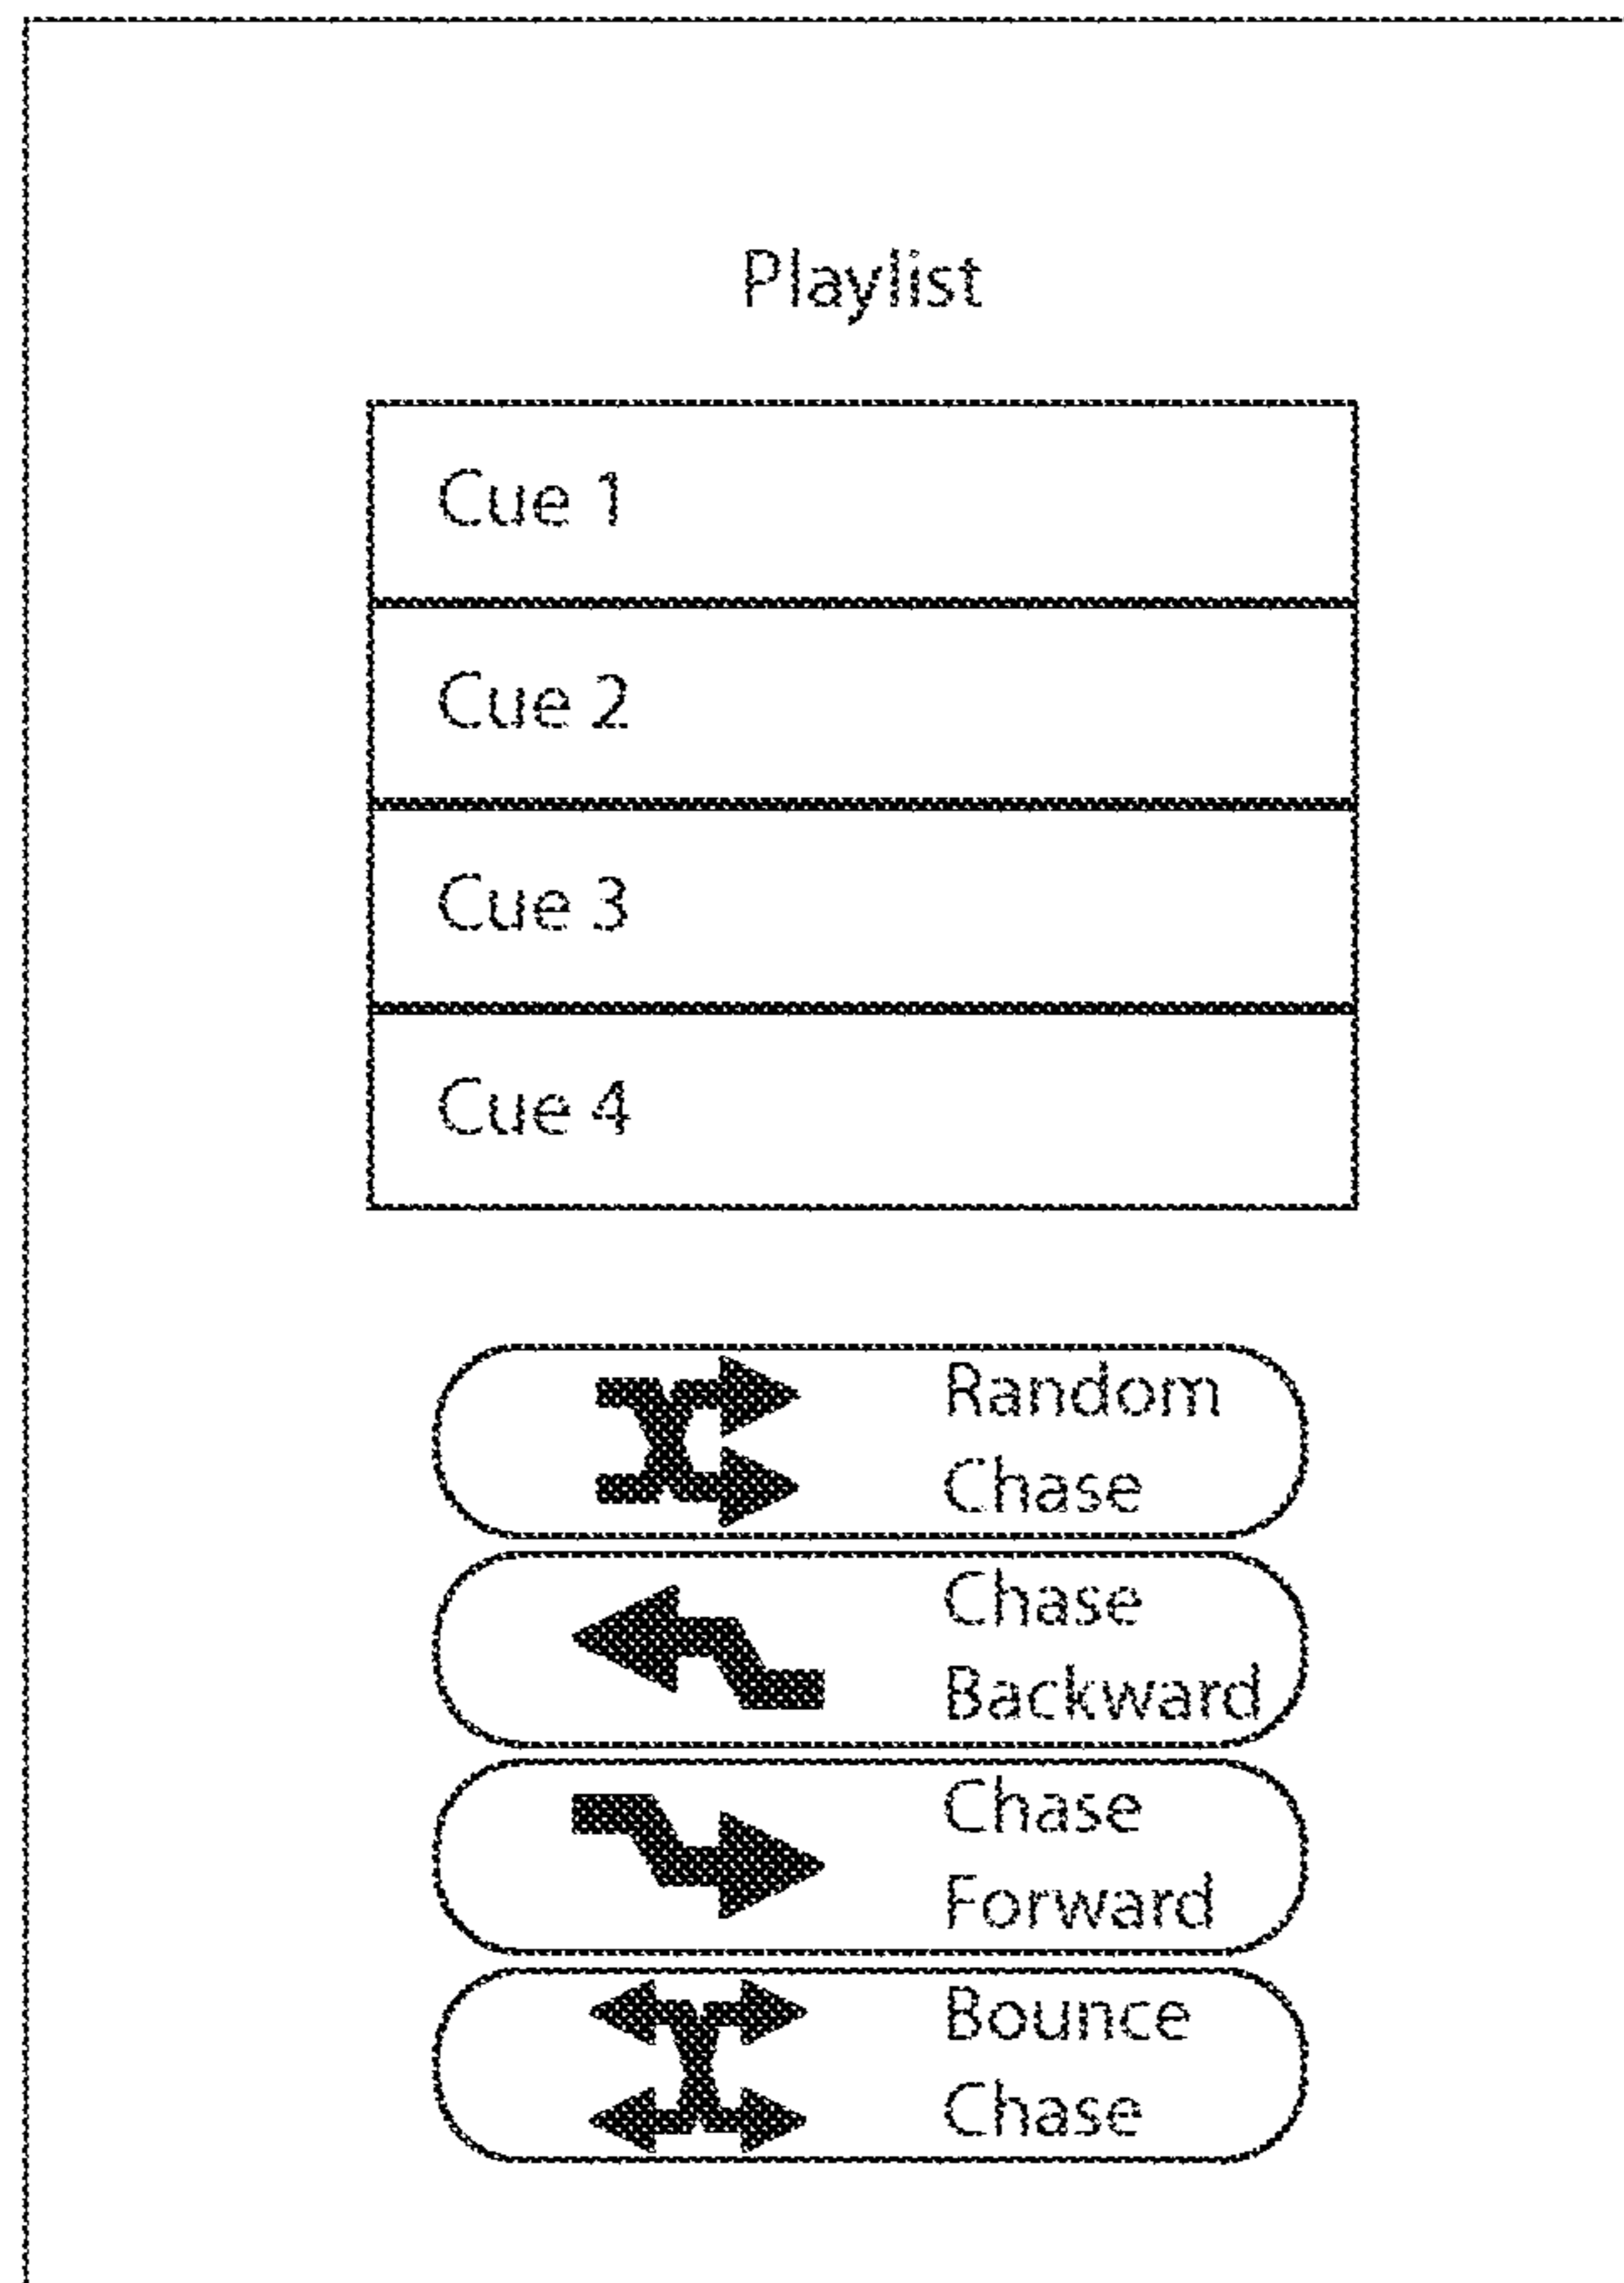 Playlist
Cue 1
Cue 2
Cue 3
Cue 4
Random
Chase
Chase
Backward
Chase
Forward
Bounce
Chase